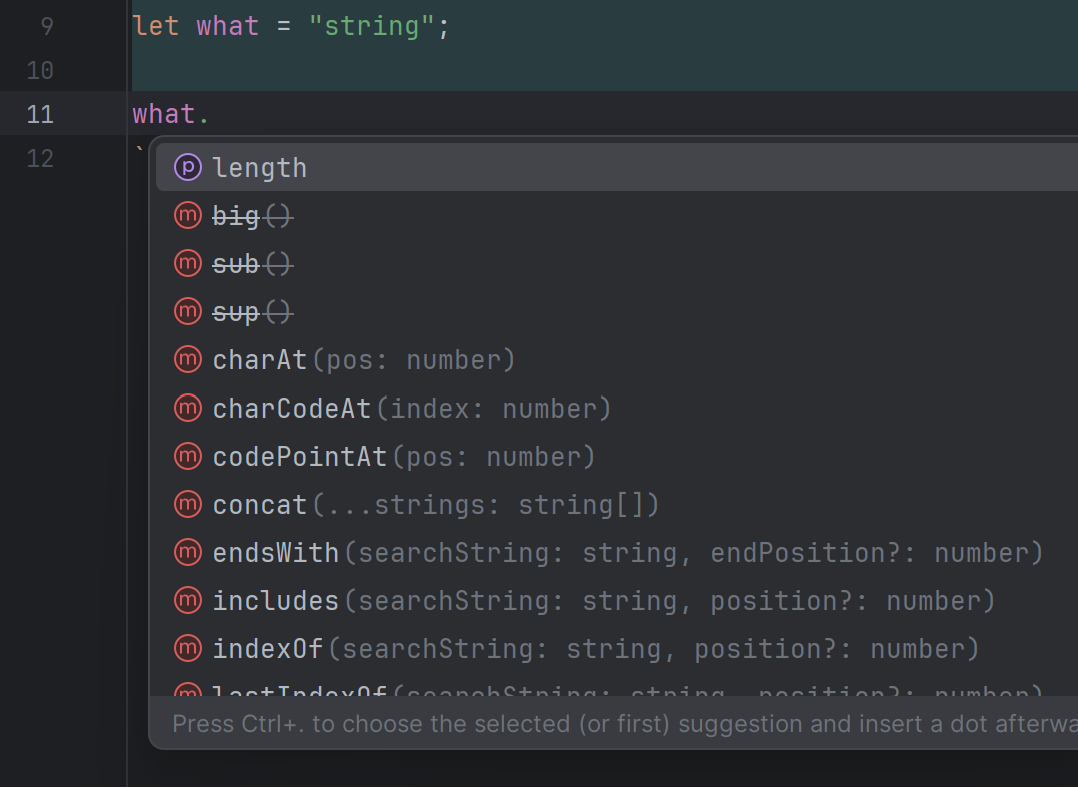 9 let what = "string";
10
11 what.
12 `
p length
m big()
m sub()
m sup()
m charAt(pos: number)
m charCodeAt(index: number)
m codePointAt(pos: number)
m concat(...strings: string[])
m endsWith(searchString: string, endPosition?: number)
m includes(searchString: string, position?: number)
m indexOf(searchString: string, position?: number)
m lastIndexOf(searchString: string, position?: number)
Press Ctrl+. to choose the selected (or first) suggestion and insert a dot afterwa